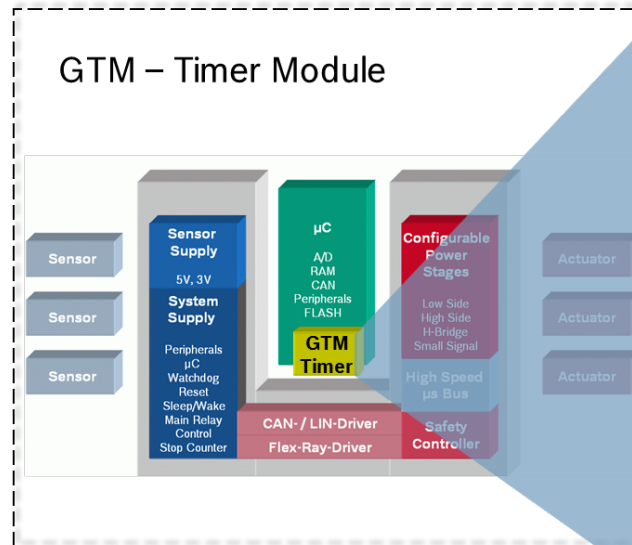 GTM – Timer Module
Sensor
Sensor
Sensor
Sensor
Supply
5V, 3V
System
Supply
Peripherals
µC
Watchdog
Reset
Sleep/Wake
Main Relay
Control
Stop Counter
µC
A/D
RAM
CAN
Peripherals
FLASH
GTM
Timer
CAN- / LIN-Driver
Flex-Ray-Driver
Configurable
Power
Stages
Low Side
High Side
H-Bridge
Small Signal
High Speed
µs Bus
Safety
Controller
Actuator
Actuator
Actuator